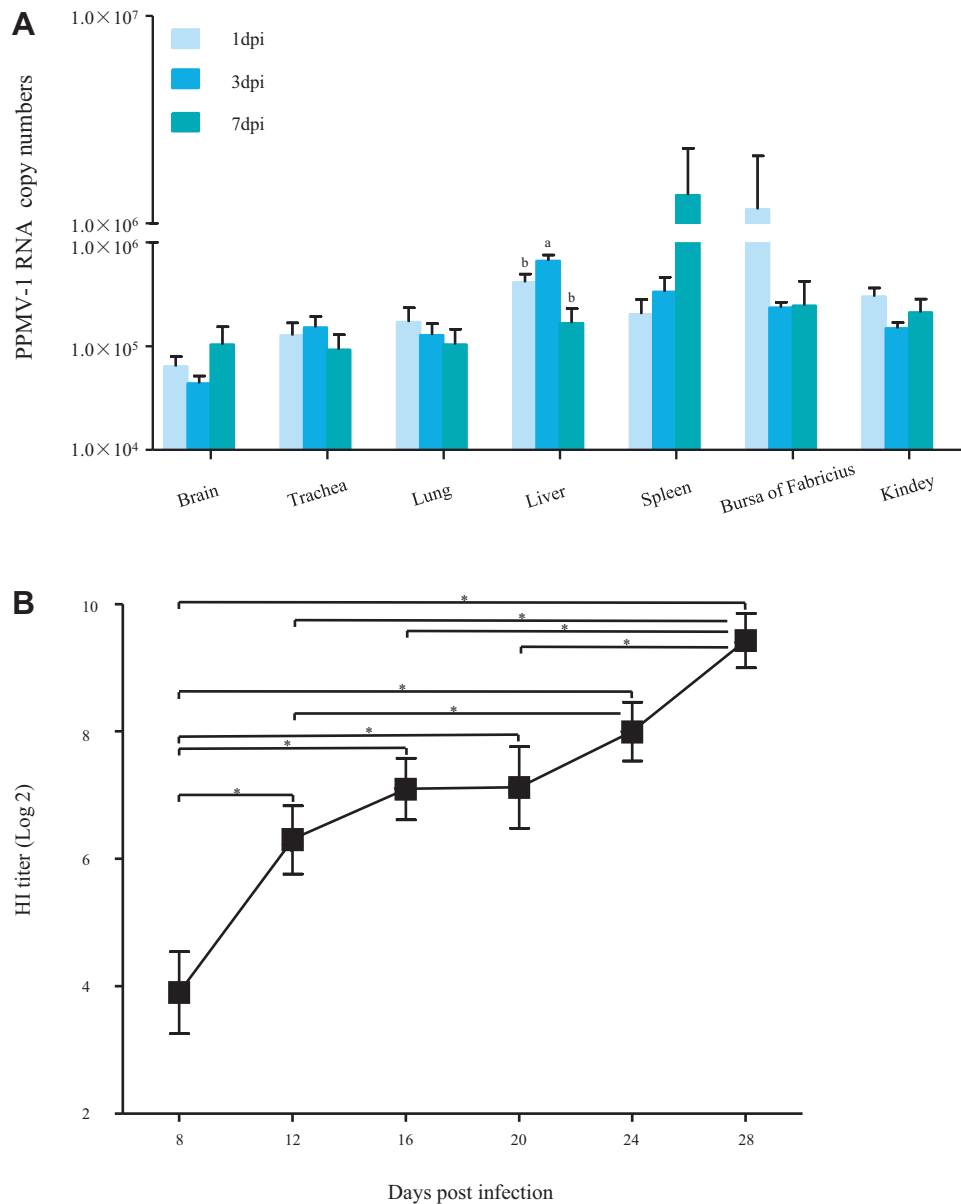 A
PPMV-1 RNA copy numbers
1.0×10⁷
1.0×10⁶
1.0×10⁶
1.0×10⁵
1.0×10⁴
1dpi
3dpi
7dpi
b
a
b
Brain
Trachea
Lung
Liver
Spleen
Bursa of Fabricius
Kindey
B
HI titer (Log 2)
10
8
6
4
2
*
*
*
*
*
*
*
*
*
8
12
16
20
24
28
Days post infection